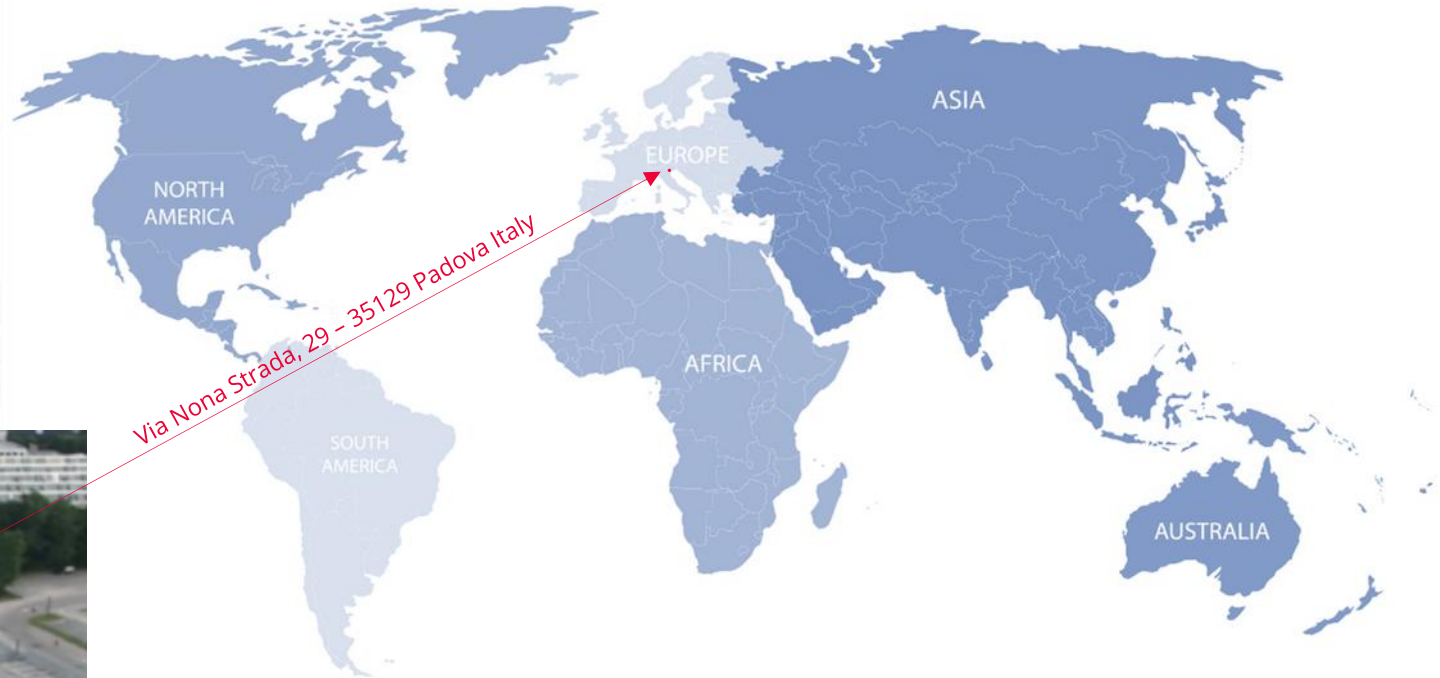 ASIA
EUROPE
NORTH
AMERICA
Via Nona Strada, 29 – 35129 Padova Italy
AFRICA
SOUTH
AMERICA
AUSTRALIA